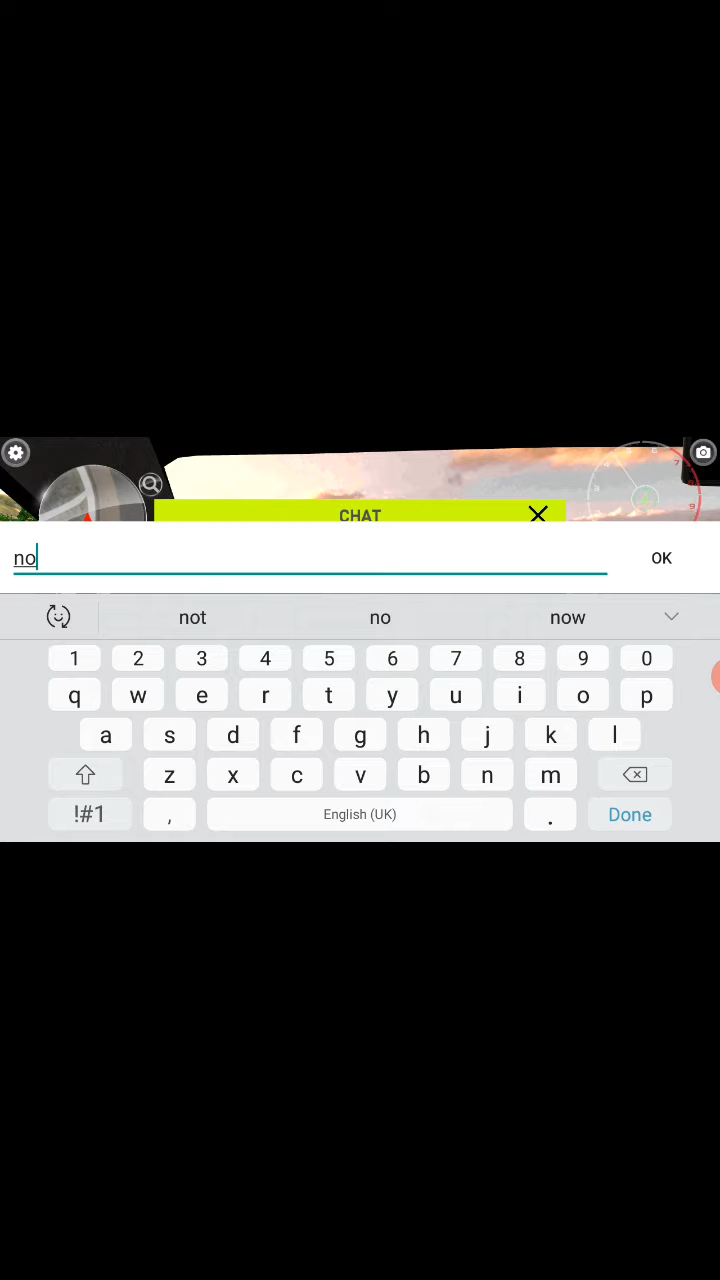 CHAT
no
OK
not no now
1 2 3 4 5 6 7 8 9 0
q w e r t y u i o p
a s d f g h j k l
z x c v b n m
!#1 , English (UK) . Done